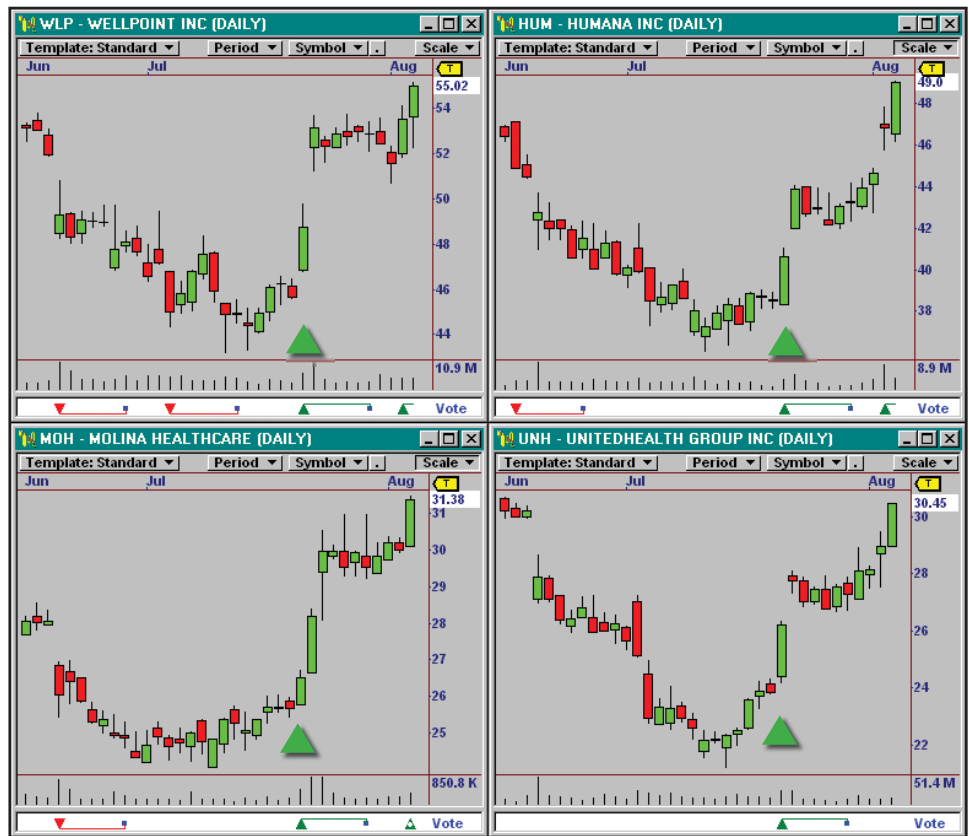 WLP - WELLPOINT INC (DAILY)
Template: Standard Period Symbol . Scale
Jun Jul Aug T
55.02
54
52
50
48
46
44
10.9 M
Vote
HUM - HUMANA INC (DAILY)
Template: Standard Period Symbol . Scale
Jun Jul Aug T
49.0
48
46
44
42
40
38
8.9 M
Vote
MOH - MOLINA HEALTHCARE (DAILY)
Template: Standard Period Symbol . Scale
Jun Jul Aug T
31.38
31
30
29
28
27
26
25
850.8 K
Vote
UNH - UNITEDHEALTH GROUP INC (DAILY)
Template: Standard Period Symbol . Scale
Jun Jul Aug T
30.45
30
28
26
24
22
51.4 M
Vote